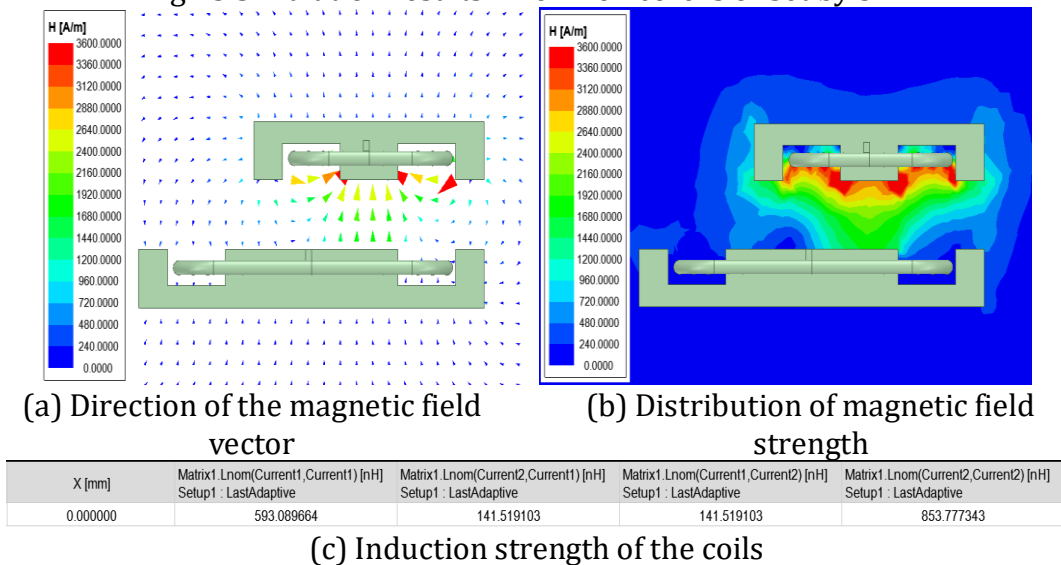 H [A/m]
3600.0000
3360.0000
3120.0000
2880.0000
2640.0000
2400.0000
2160.0000
1920.0000
1680.0000
1440.0000
1200.0000
960.0000
720.0000
480.0000
240.0000
0.0000
H [A/m]
3600.0000
3360.0000
3120.0000
2880.0000
2640.0000
2400.0000
2160.0000
1920.0000
1680.0000
1440.0000
1200.0000
960.0000
720.0000
480.0000
240.0000
0.0000
(a) Direction of the magnetic field
vector
(b) Distribution of magnetic field
strength
X [mm]
Matrix1.Lnom(Current1,Current1) [nH]
Setup1 : LastAdaptive
Matrix1.Lnom(Current2,Current1) [nH]
Setup1 : LastAdaptive
Matrix1.Lnom(Current1,Current2) [nH]
Setup1 : LastAdaptive
Matrix1.Lnom(Current2,Current2) [nH]
Setup1 : LastAdaptive
0.000000 593.089664 141.519103 141.519103 853.777343
(c) Induction strength of the coils